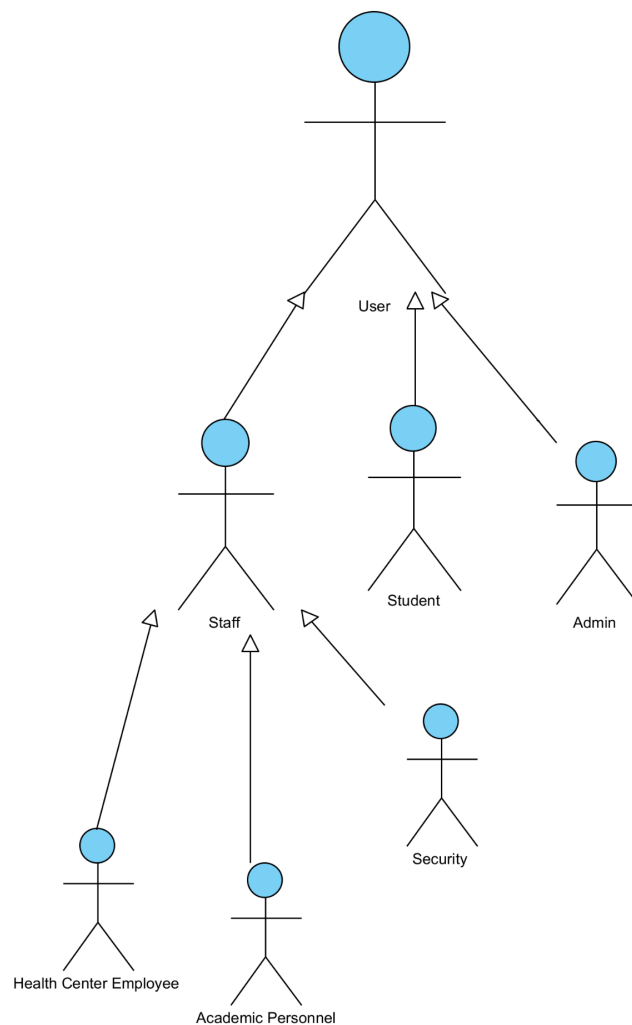 User
Student
Staff
Admin
Security
Health Center Employee
Academic Personnel